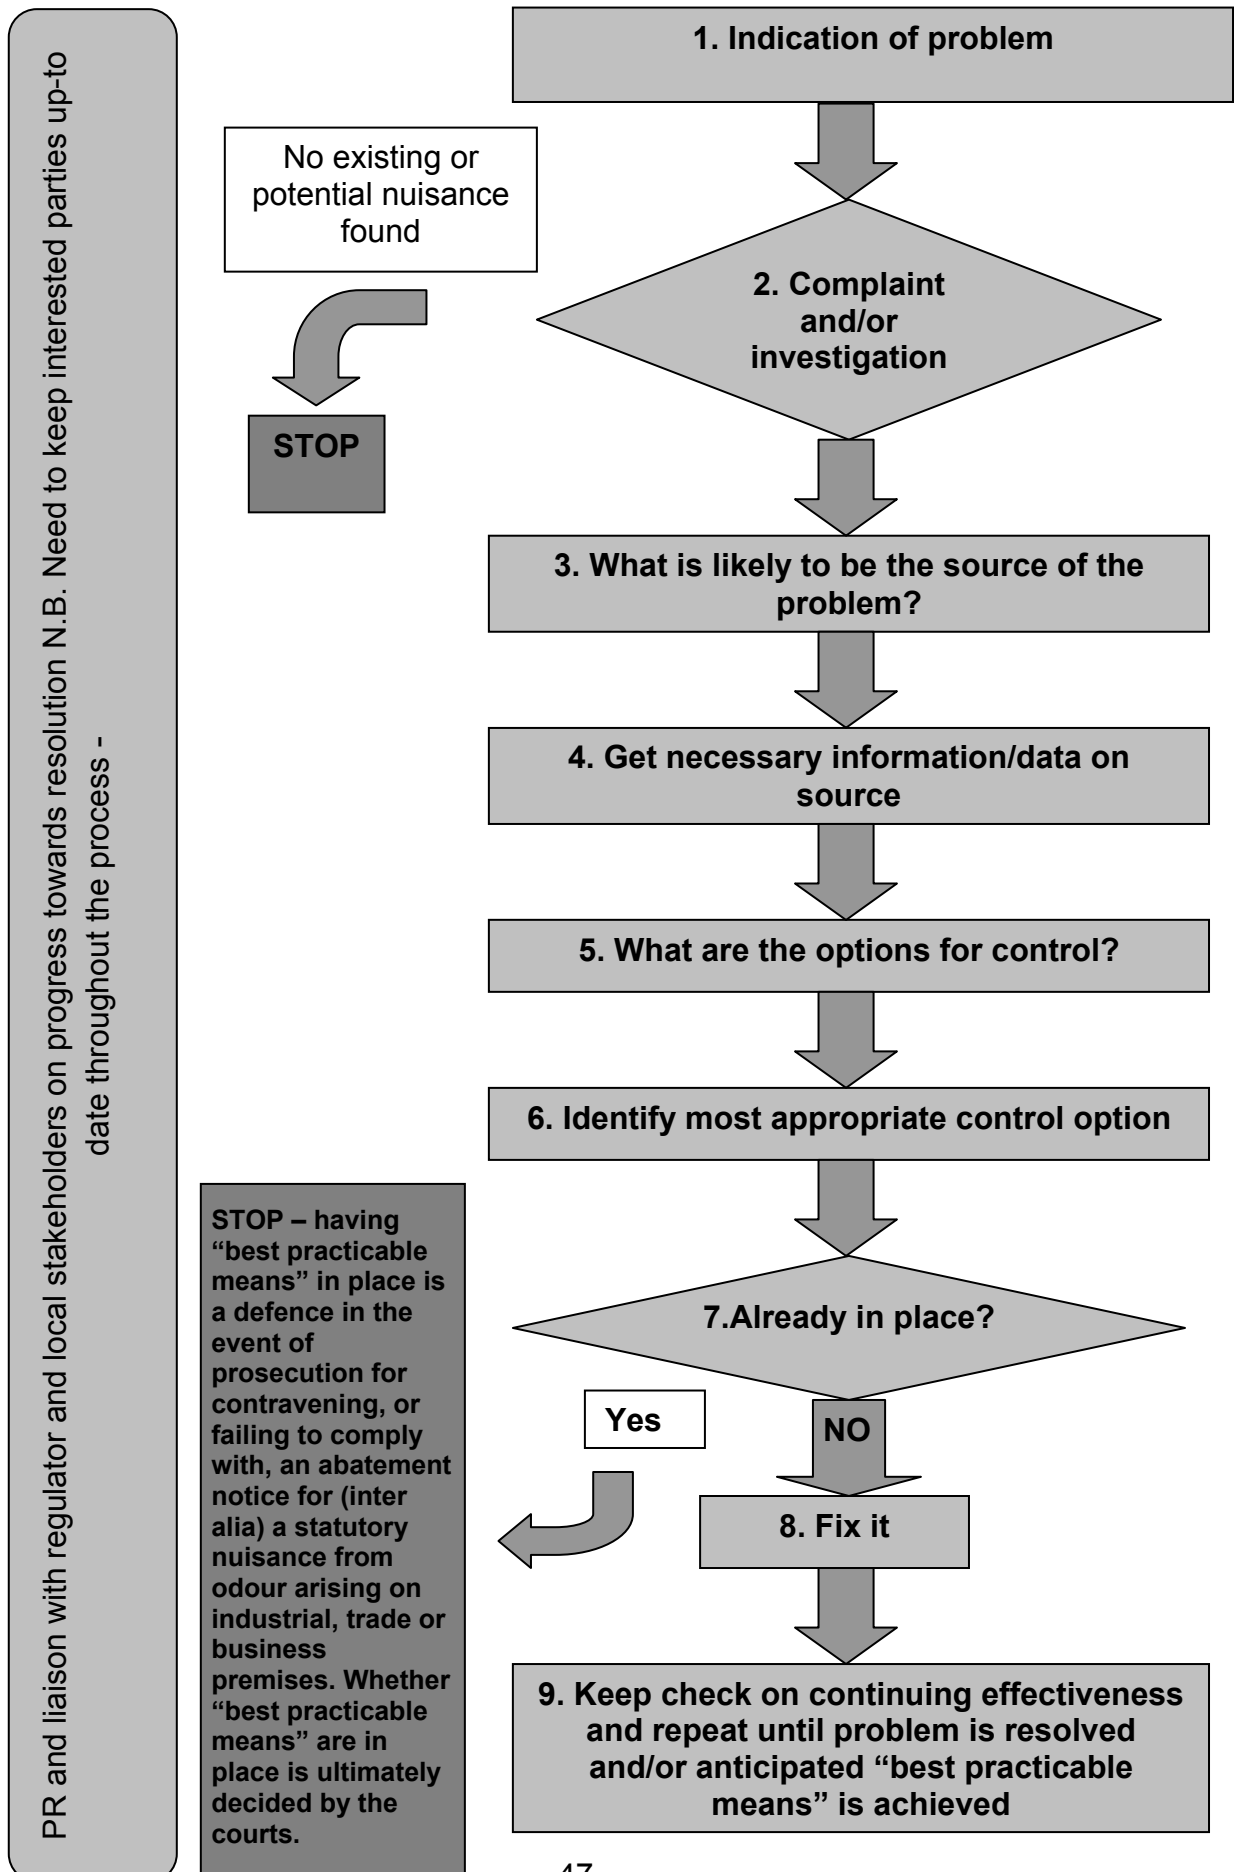 PR and liaison with regulator and local stakeholders on progress towards resolution N.B. Need to keep interested parties up-to
date throughout the process -
1. Indication of problem
No existing or
potential nuisance
found
STOP
2. Complaint
and/or
investigation
3. What is likely to be the source of the
problem?
4. Get necessary information/data on
source
5. What are the options for control?
6. Identify most appropriate control option
7.Already in place?
Yes
NO
STOP – having
“best practicable
means” in place is
a defence in the
event of
prosecution for
contravening, or
failing to comply
with, an abatement
notice for (inter
alia) a statutory
nuisance from
odour arising on
industrial, trade or
business
premises. Whether
“best practicable
means” are in
place is ultimately
decided by the
courts.
8. Fix it
9. Keep check on continuing effectiveness
and repeat until problem is resolved
and/or anticipated “best practicable
means” is achieved
47